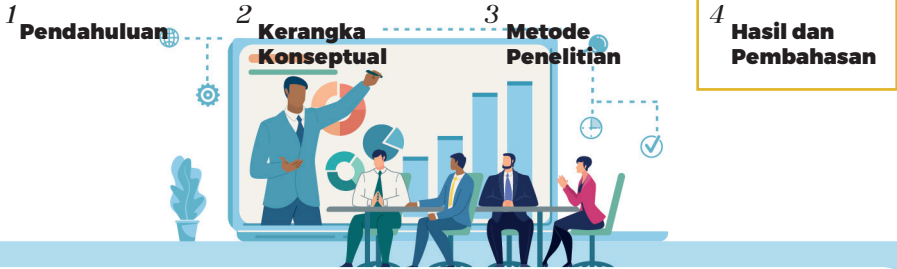 1
Pendahuluan
2
Kerangka
Konseptual
3
Metode
Penelitian
4
Hasil dan
Pembahasan